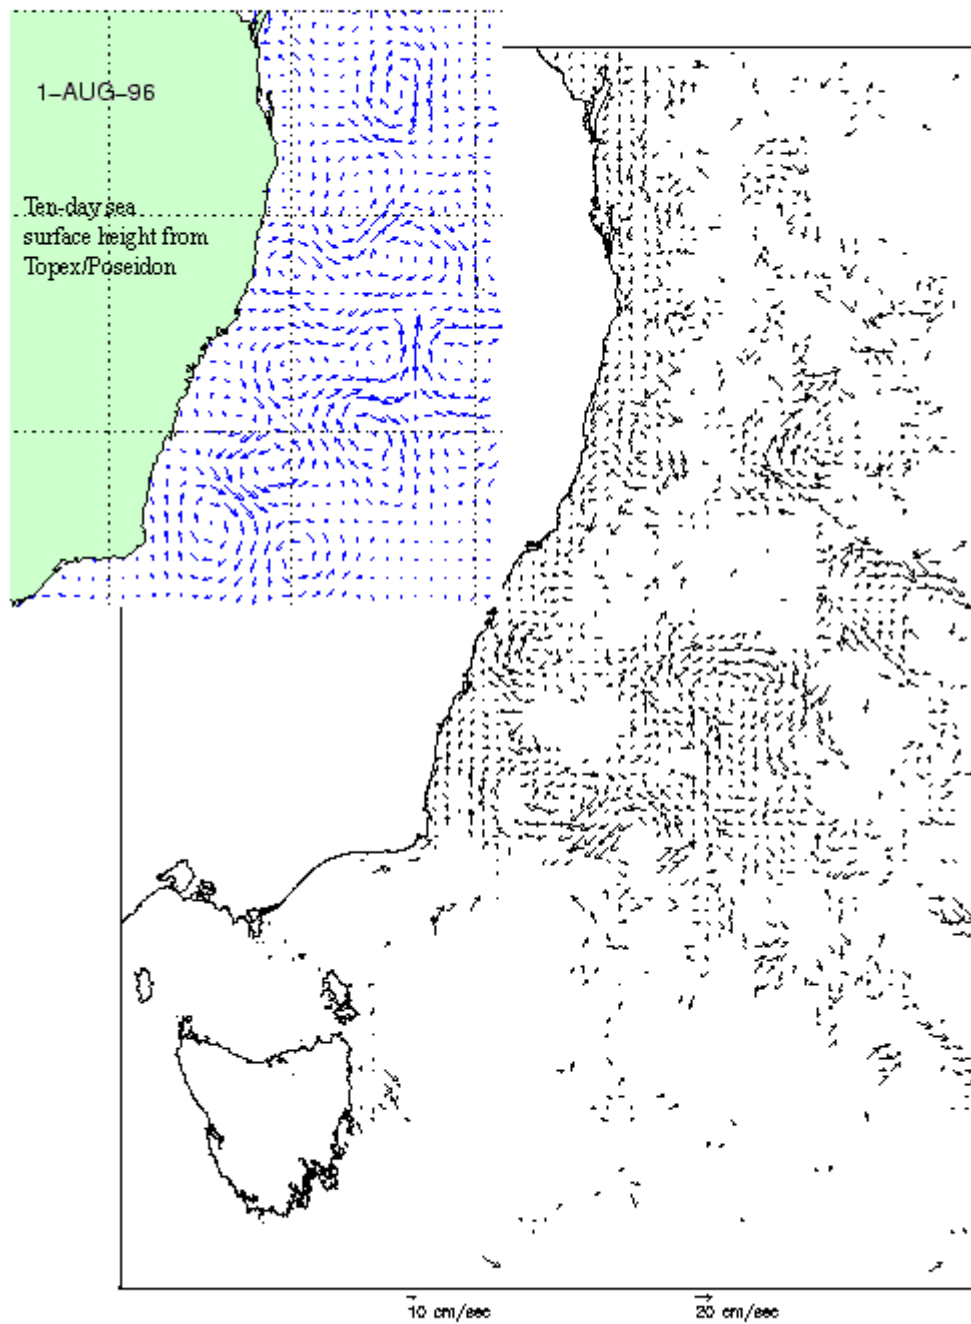 1-AUG-96
Ten-day sea
surface height from
Topex/Poseidon
10 cm/sec
20 cm/sec